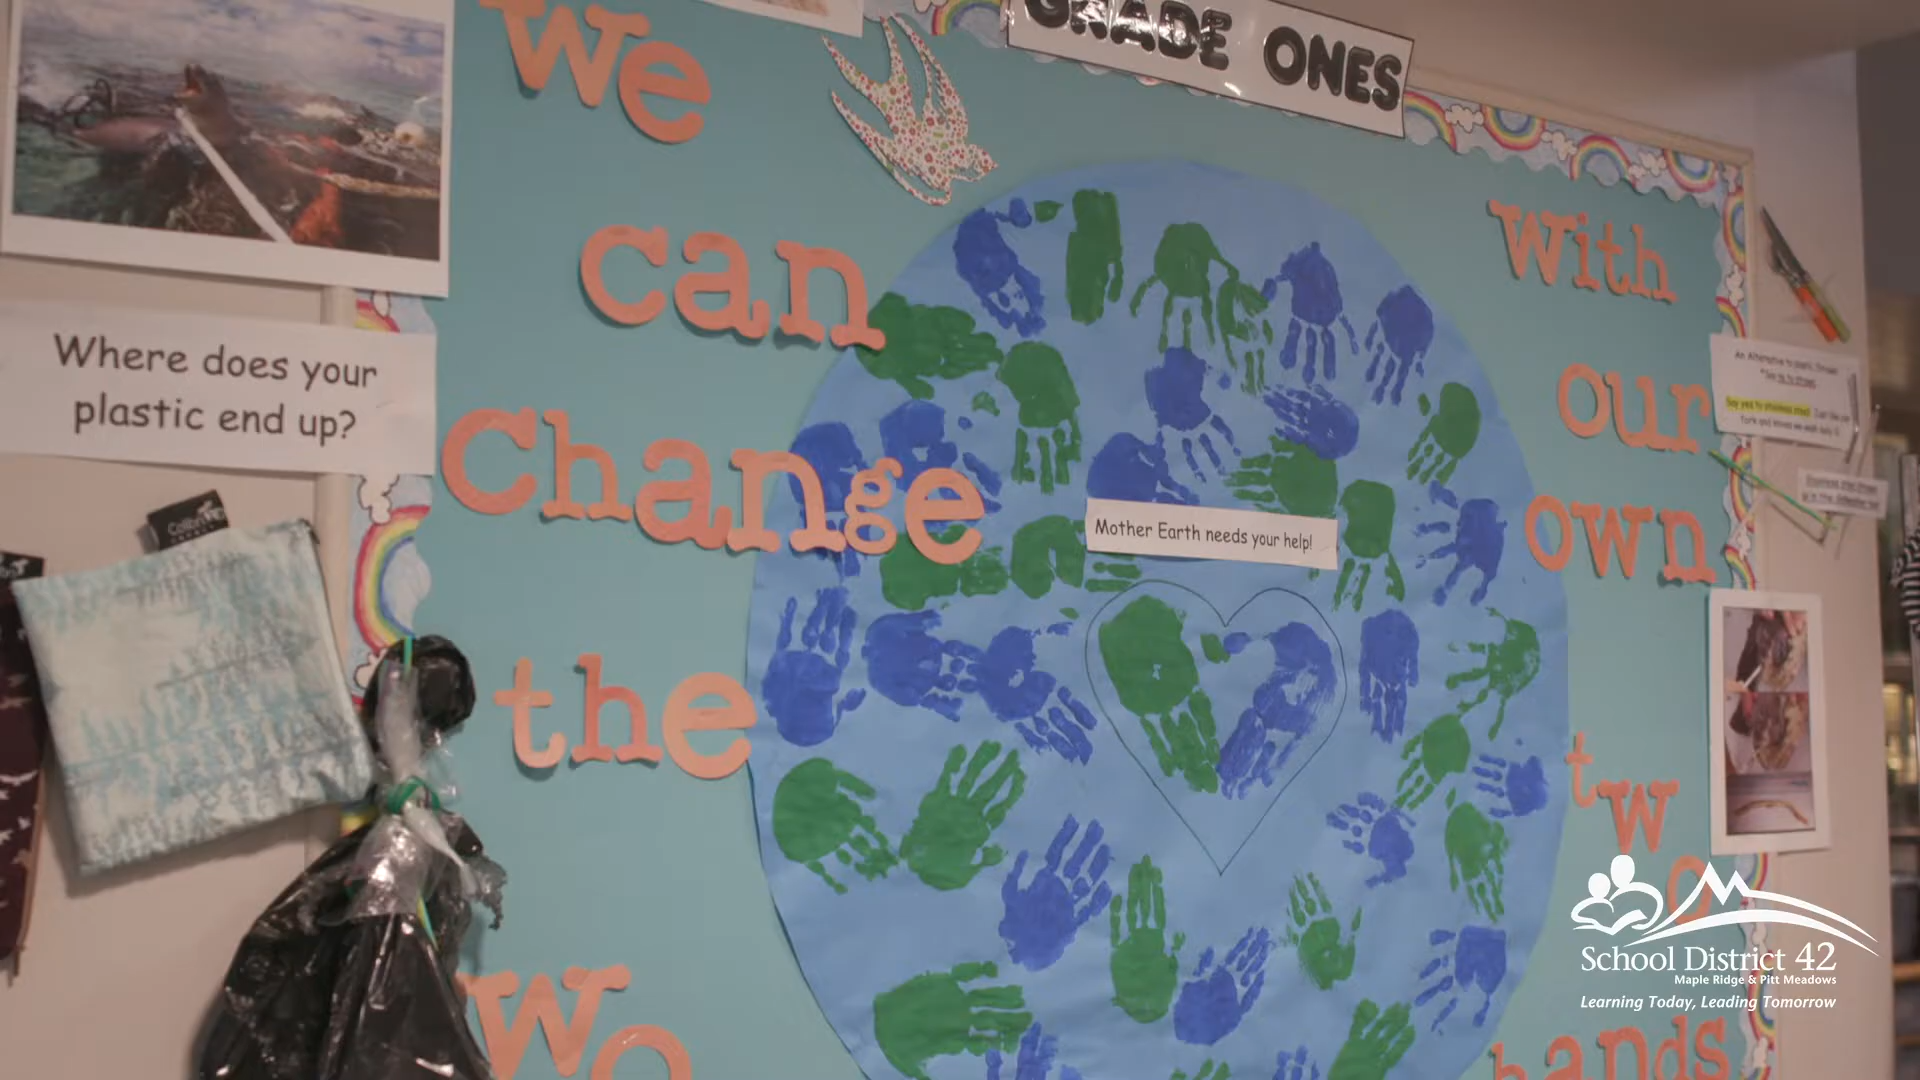 GRADE ONES
We
can
Change
the
wo
with
our
own
two
hands
Where does your
plastic end up?
Mother Earth needs your help!
School District 42
Maple Ridge & Pitt Meadows
Learning Today, Leading Tomorrow